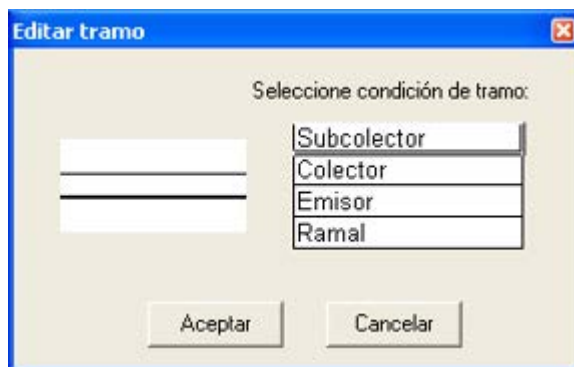 Editar tramo
Seleccione condición de tramo:
Subcolector
Colector
Emisor
Ramal
Aceptar
Cancelar